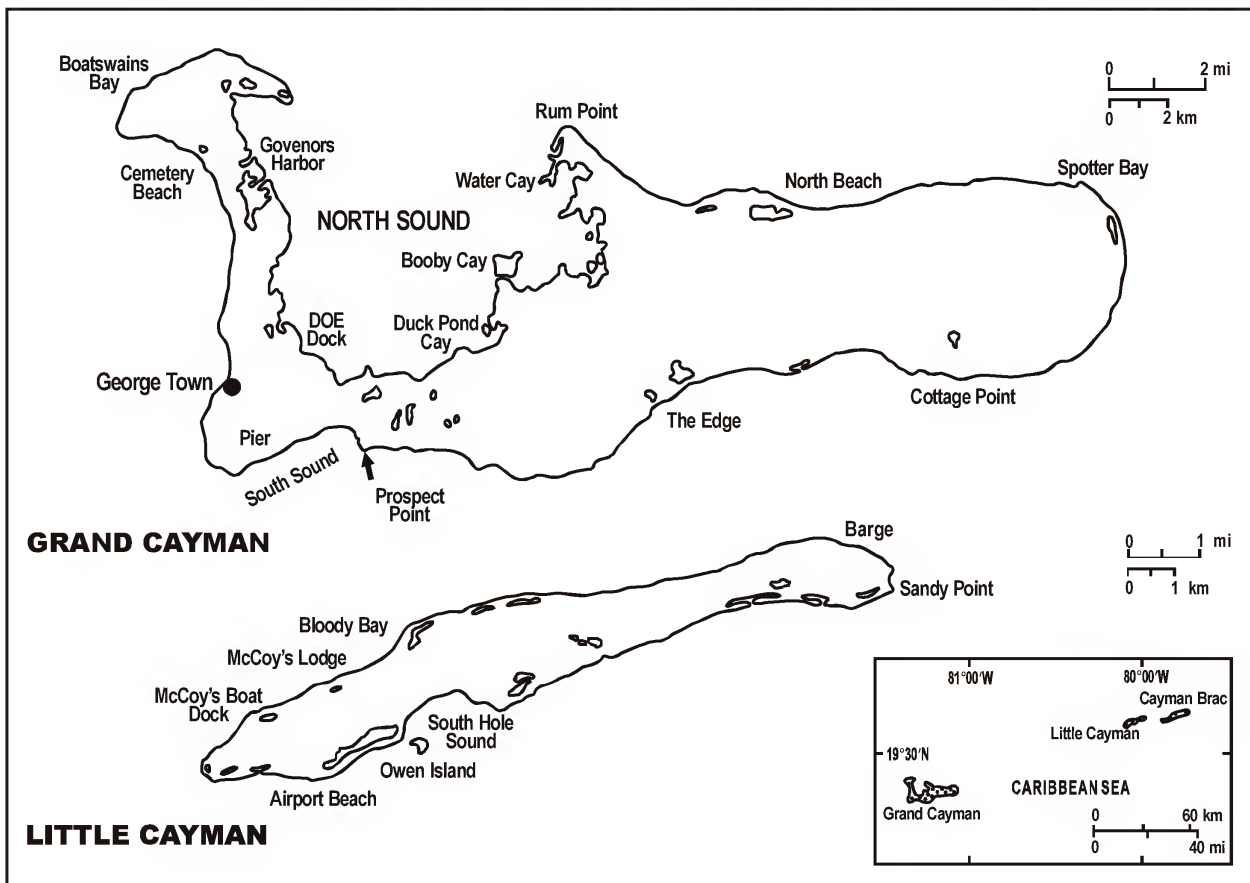 Boatswains
Bay
0 2 mi
0 2 km
Rum Point
Govenors
Harbor
Cemetery
Beach
Water Cay
North Beach
Spotter Bay
NORTH SOUND
Booby Cay
DOE
Dock
Duck Pond
Cay
George Town
Cottage Point
The Edge
Pier
South Sound
Prospect
Point
GRAND CAYMAN
Barge
0 1 mi
0 1 km
Sandy Point
Bloody Bay
McCoy's Lodge
McCoy's Boat
Dock
South Hole
Sound
Owen Island
Airport Beach
LITTLE CAYMAN
81°00'W 80°00'W
Cayman Brac
Little Cayman
19°30'N
CARIBBEAN SEA
Grand Cayman
0 60 km
0 40 mi